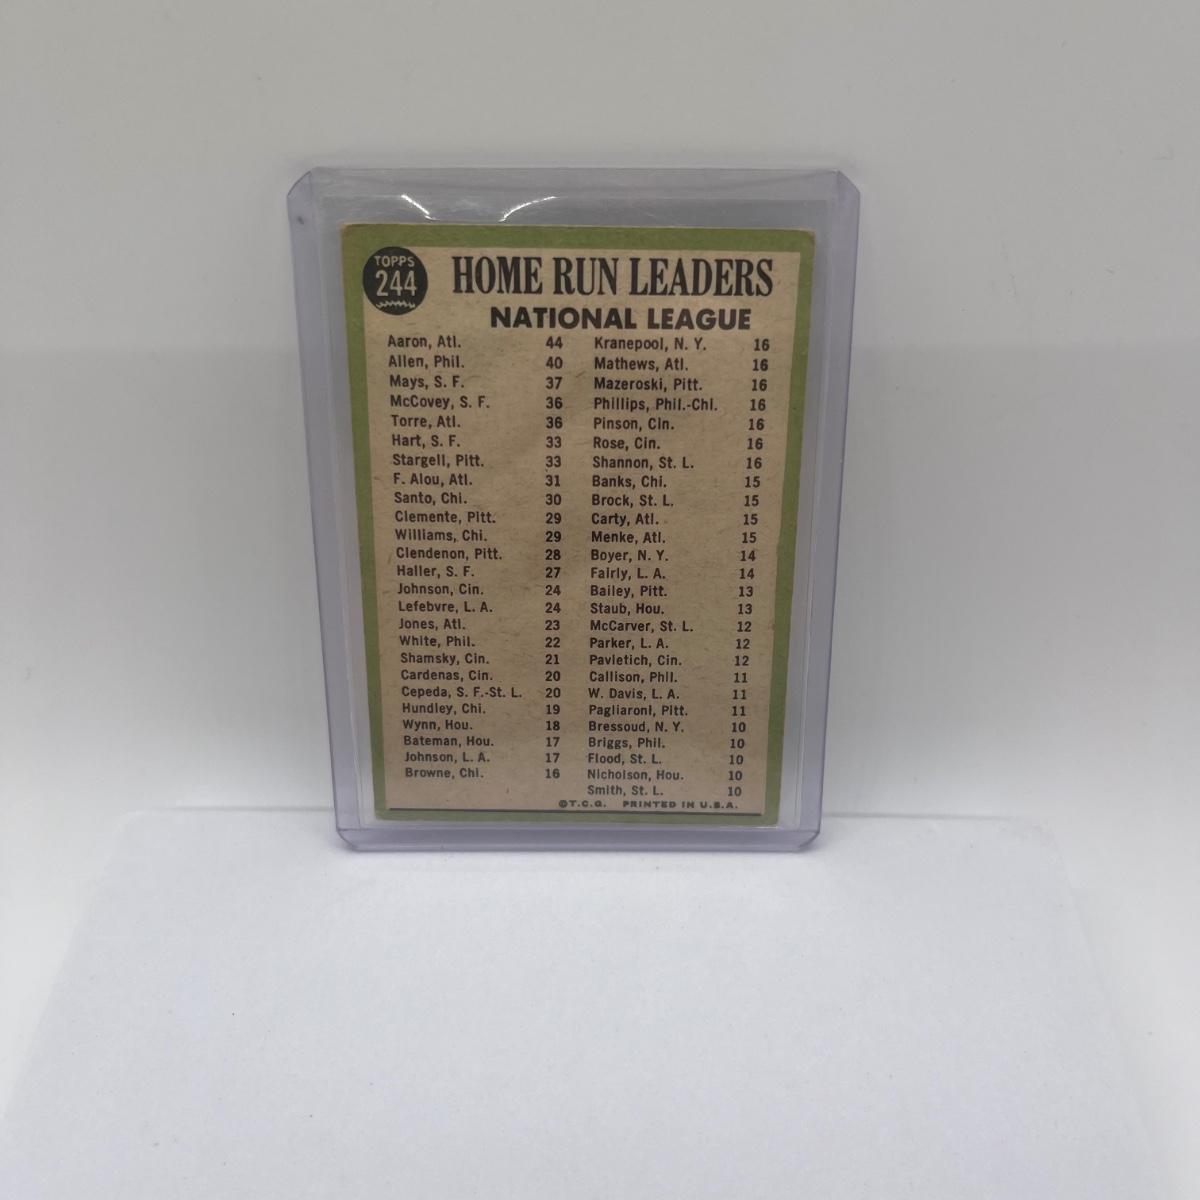 TOPPS
244
HOME RUN LEADERS
NATIONAL LEAGUE
Aaron, Atl. 44
Allen, Phil. 40
Mays, S. F. 37
McCovey, S. F. 36
Torre, Atl. 36
Hart, S. F. 33
Stargell, Pitt. 33
F. Alou, Atl. 31
Santo, Chi. 30
Clemente, Pitt. 29
Williams, Chi. 29
Clendenon, Pitt. 28
Haller, S. F. 27
Johnson, Cin. 24
Lefebvre, L. A. 24
Jones, Atl. 23
White, Phil. 22
Shamsky, Cin. 21
Cardenas, Cin. 20
Cepeda, S. F.-St. L. 20
Hundley, Chi. 19
Wynn, Hou. 18
Bateman, Hou. 17
Johnson, L. A. 17
Browne, Chi. 16
Kranepool, N. Y. 16
Mathews, Atl. 16
Mazeroski, Pitt. 16
Phillips, Phil.-Chi. 16
Pinson, Cin. 16
Rose, Cin. 16
Shannon, St. L. 16
Banks, Chi. 15
Brock, St. L. 15
Carty, Atl. 15
Menke, Atl. 15
Boyer, N. Y. 14
Fairly, L. A. 14
Bailey, Pitt. 13
Staub, Hou. 13
McCarver, St. L. 12
Parker, L. A. 12
Pavletich, Cin. 12
Callison, Phil. 11
W. Davis, L. A. 11
Pagliaroni, Pitt. 11
Bressoud, N. Y. 10
Briggs, Phil. 10
Flood, St. L. 10
Nicholson, Hou. 10
Smith, St. L. 10
©T.C.G. PRINTED IN U.S.A.